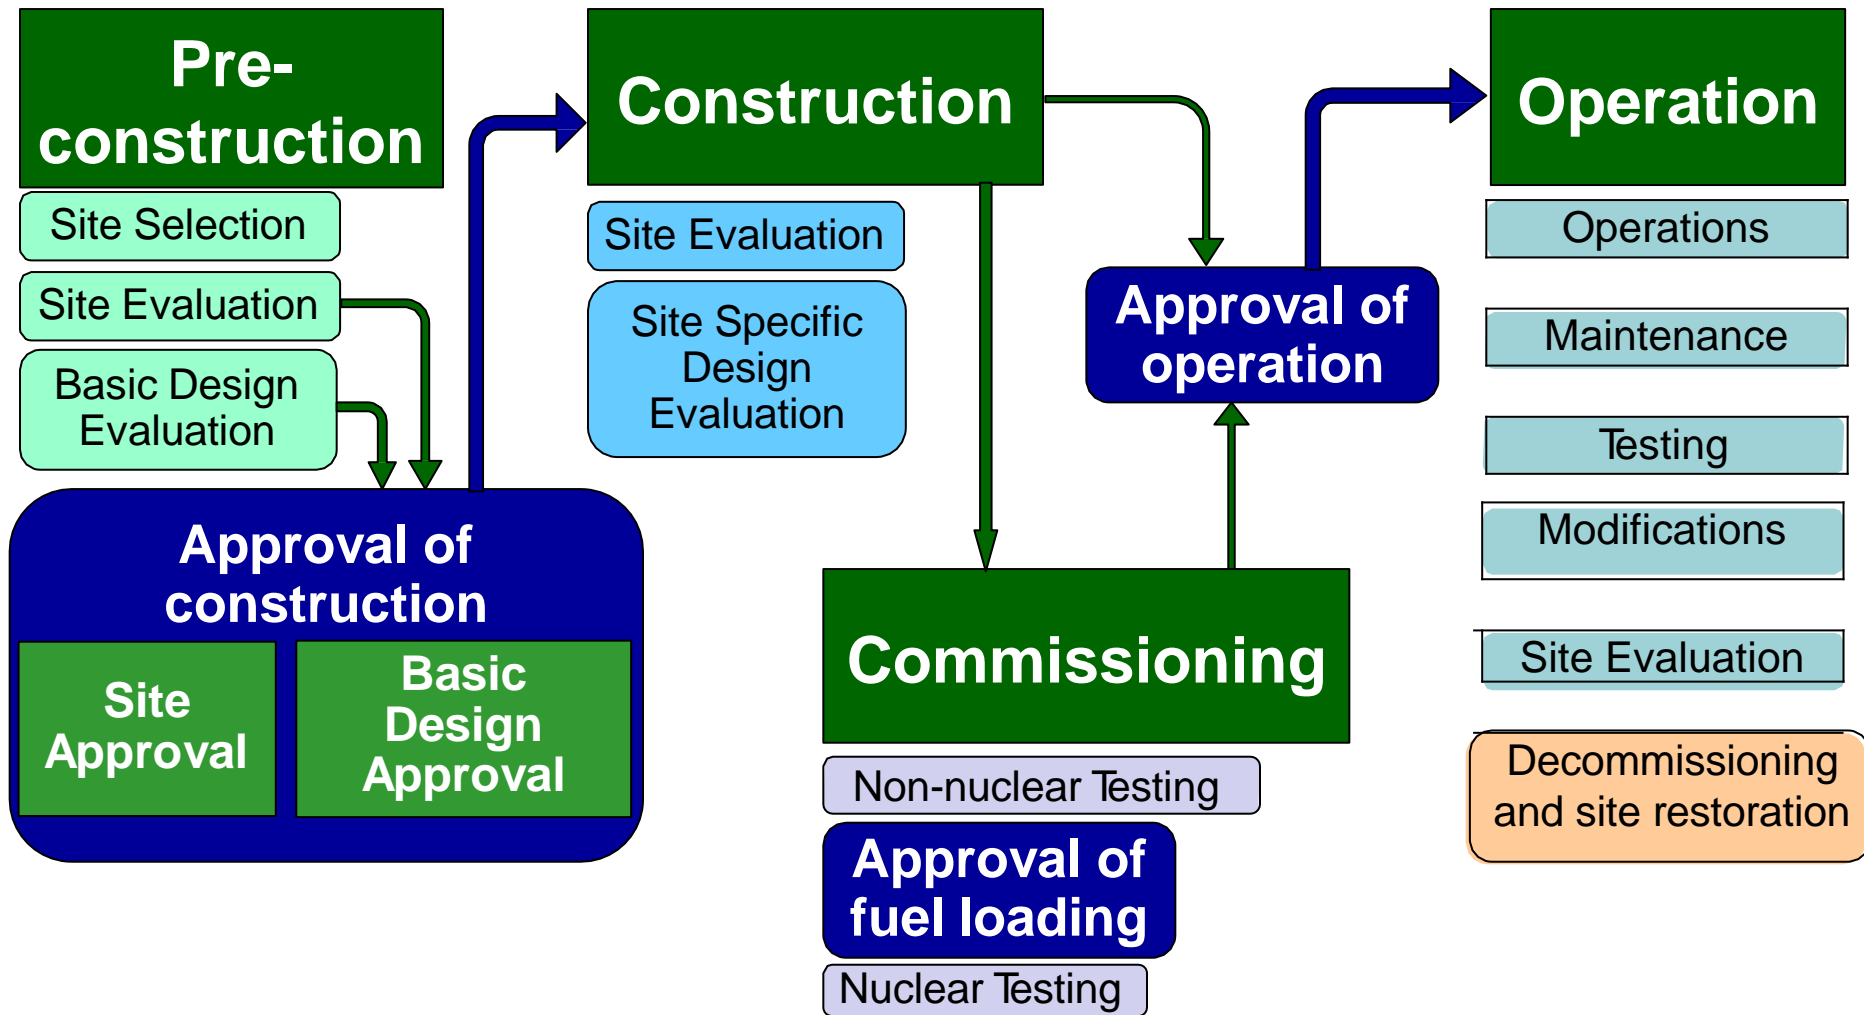 Pre-
construction
Site Selection
Site Evaluation
Basic Design
Evaluation
Approval of
construction
Site
Approval
Basic
Design
Approval
Construction
Site Evaluation
Site Specific
Design
Evaluation
Commissioning
Non-nuclear Testing
Approval of
fuel loading
Nuclear Testing
Approval of
operation
Operation
Operations
Maintenance
Testing
Modifications
Site Evaluation
Decommissioning
and site restoration